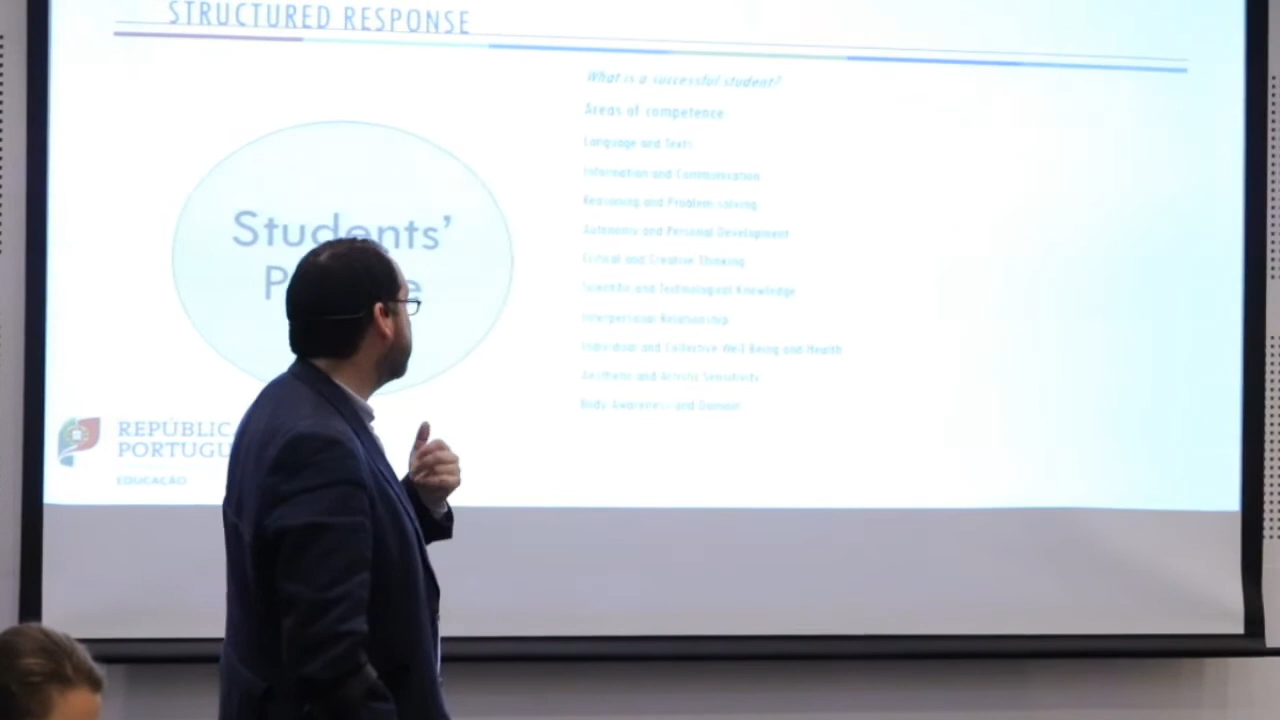 STRUCTURED RESPONSE
What is a successful student?
Areas of competence
Language and Texts
Information and Communication
Reasoning and Problem-solving
Autonomy and Personal Development
Critical and Creative Thinking
Scientific and Technological Knowledge
Interpersonal Relationship
Individual and Collective Well-Being and Health
Aesthetic and Artistic Sensitivity
Body Awareness and Domain
Students'
REPÚBLIC
PORTUGU
EDUCAÇÃO